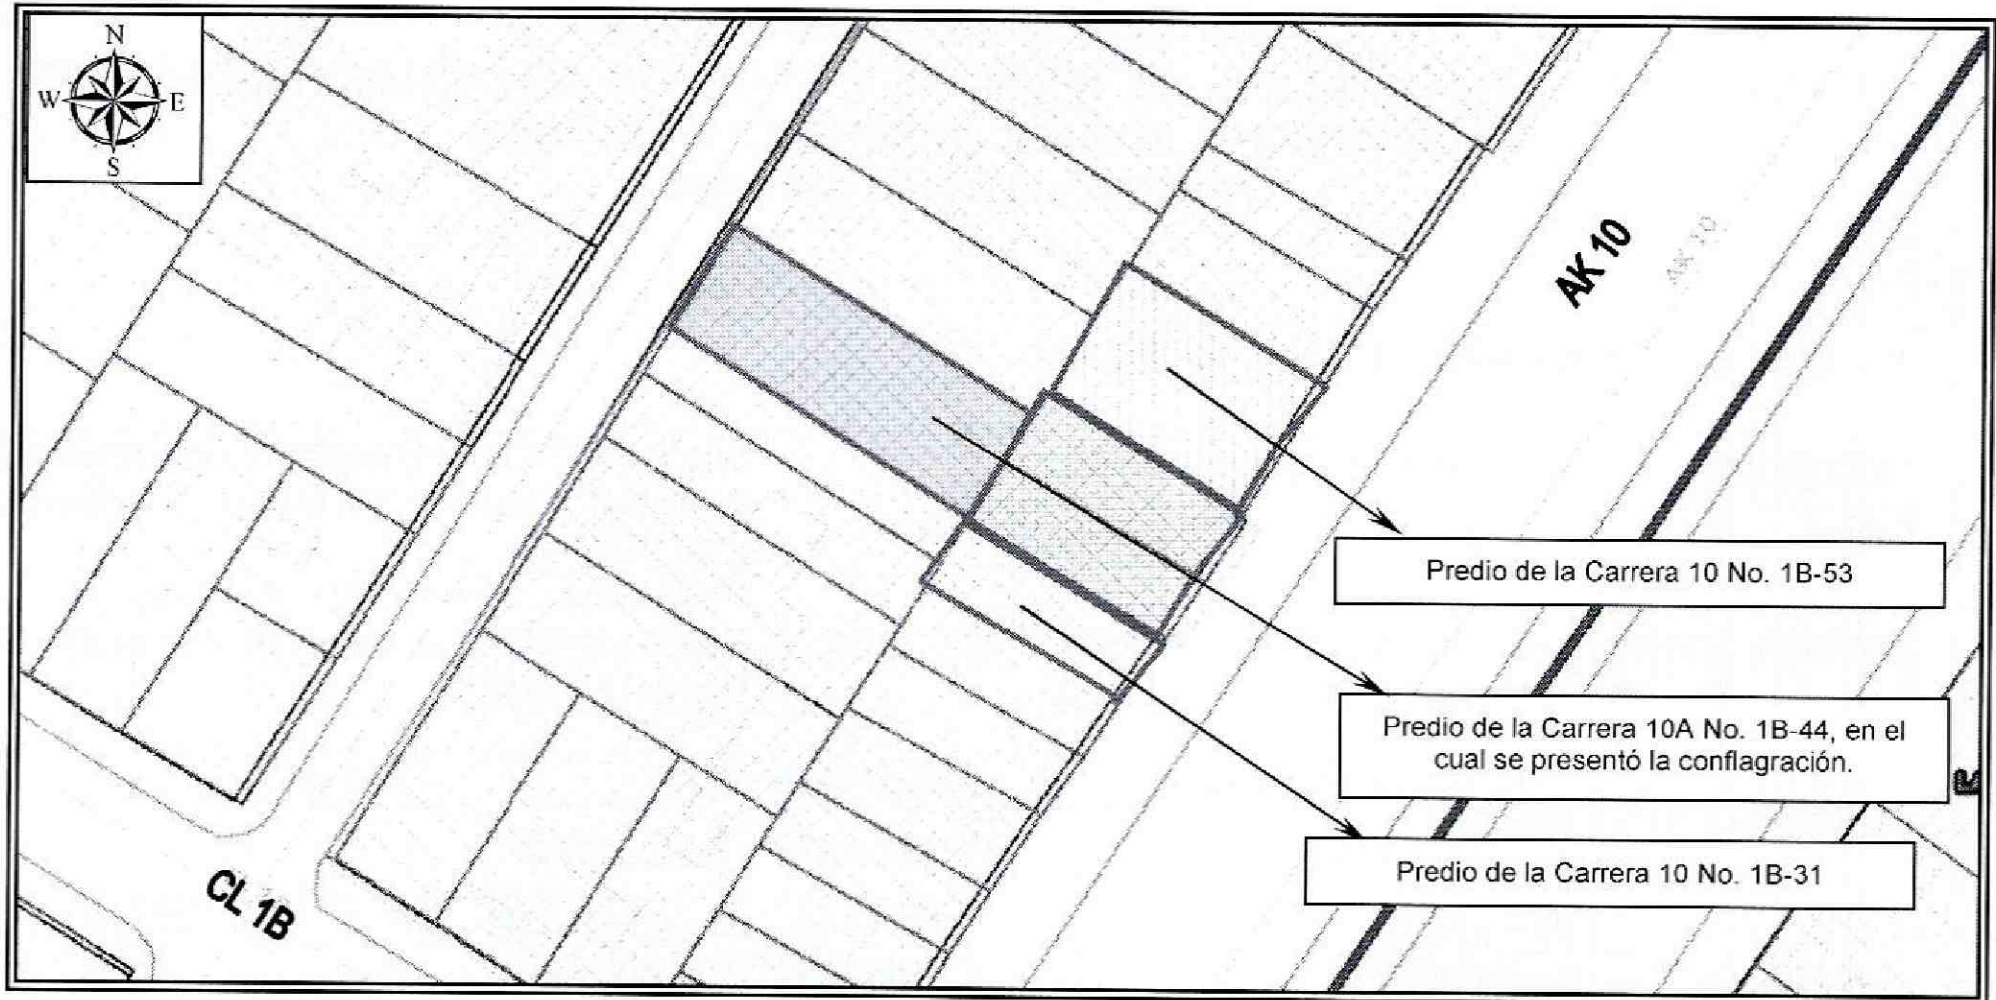 N
W E
S
AK 10
AK 10
Predio de la Carrera 10 No. 1B-53
Predio de la Carrera 10A No. 1B-44, en el
cual se presentó la conflagración.
Predio de la Carrera 10 No. 1B-31
CL 1B